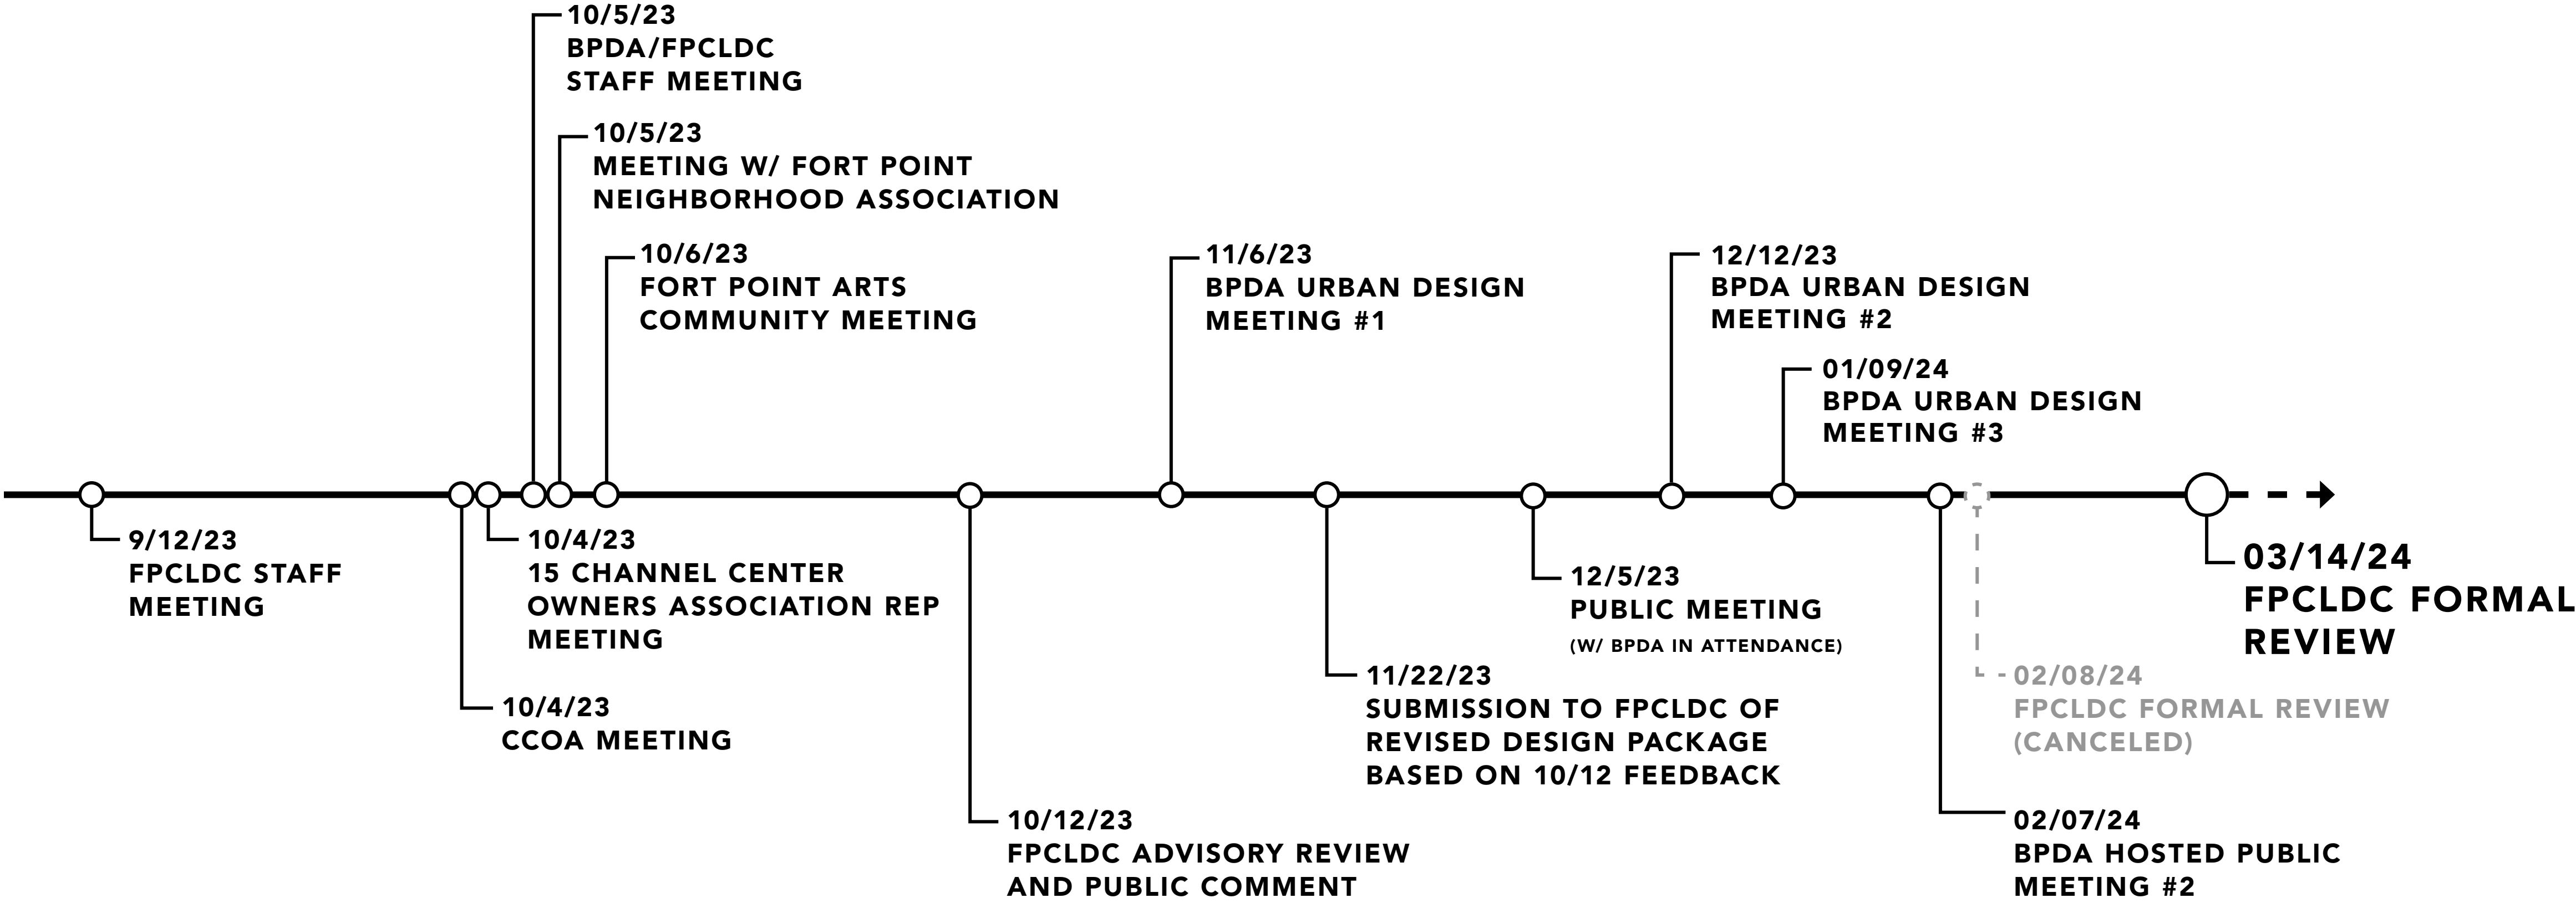 10/5/23
BPDA/FPCLDC
STAFF MEETING
10/5/23
MEETING W/ FORT POINT
NEIGHBORHOOD ASSOCIATION
10/6/23
FORT POINT ARTS
COMMUNITY MEETING
11/6/23
BPDA URBAN DESIGN
MEETING #1
12/12/23
BPDA URBAN DESIGN
MEETING #2
01/09/24
BPDA URBAN DESIGN
MEETING #3
9/12/23
FPCLDC STAFF
MEETING
10/4/23
15 CHANNEL CENTER
OWNERS ASSOCIATION REP
MEETING
10/4/23
CCOA MEETING
10/12/23
FPCLDC ADVISORY REVIEW
AND PUBLIC COMMENT
11/22/23
SUBMISSION TO FPCLDC OF
REVISED DESIGN PACKAGE
BASED ON 10/12 FEEDBACK
12/5/23
PUBLIC MEETING
(W/ BPDA IN ATTENDANCE)
02/07/24
BPDA HOSTED PUBLIC
MEETING #2
02/08/24
FPCLDC FORMAL REVIEW
(CANCELED)
03/14/24
FPCLDC FORMAL
REVIEW